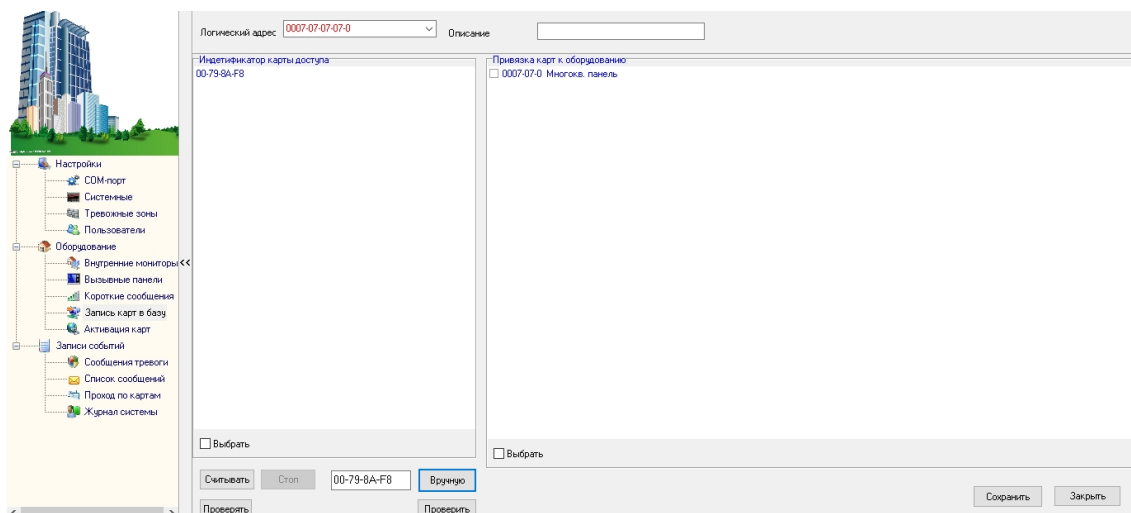 Логический адрес 0007-07-07-07-0 Описание
Индетификатор карты доступа
00-79-8A-F8
Привязка карт к оборудованию
0007-07-0 Многокв. панель
Настройки
COM-порт
Системные
Тревожные зоны
Пользователи
Оборудование
Внутренние мониторы
<<
Вызывные панели
Короткие сообщения
Запись карт в базу
Активация карт
Записи событий
Сообщения тревоги
Список сообщений
Проход по картам
Журнал системы
Выбрать
Выбрать
Считывать Стоп 00-79-8A-F8 Вручную
Проверять Проверить
Сохранить Закрыть